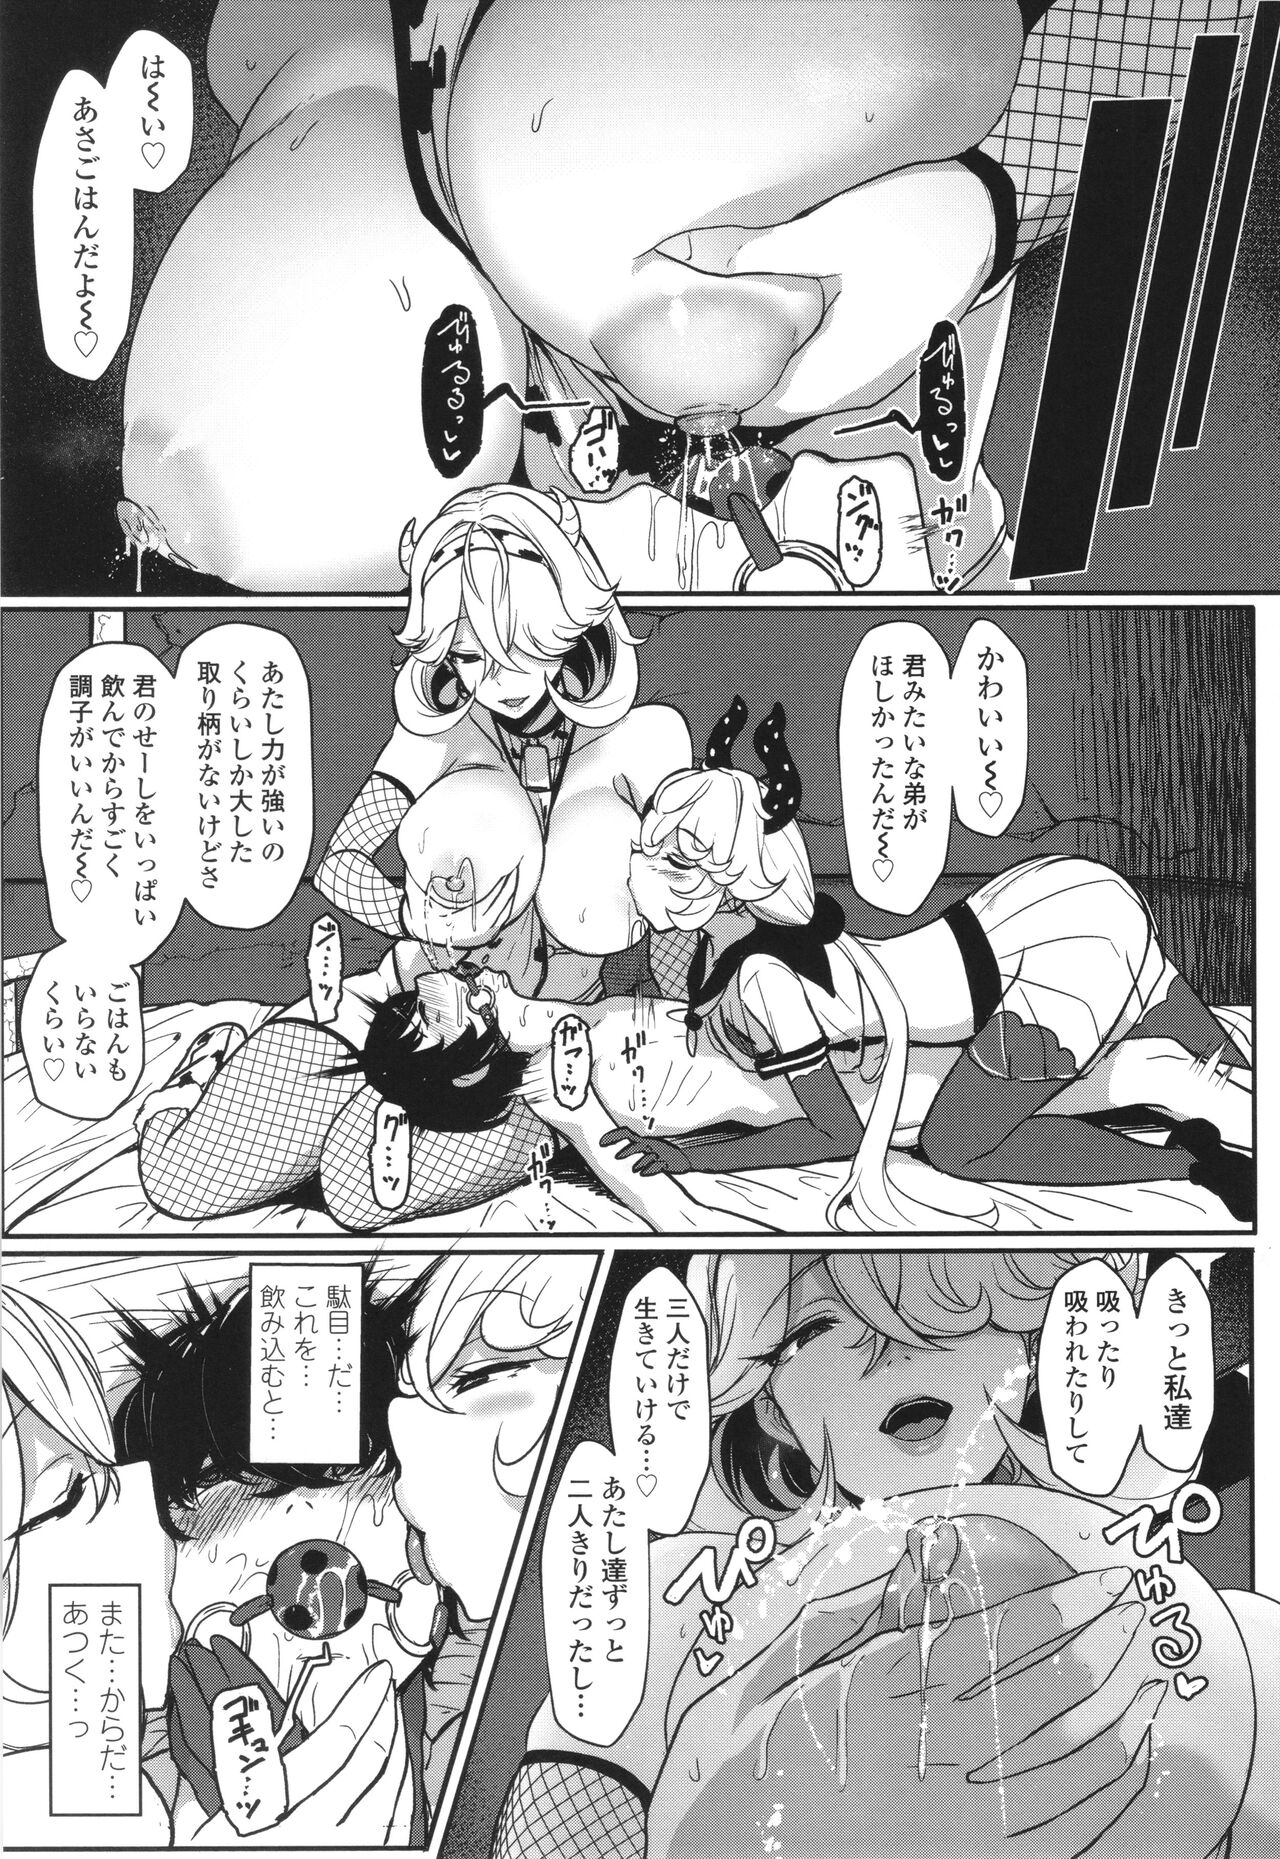 は～い♡
あさごはんだよ～♡
びゅるるっ
びゅるるっ
ゴイッ
ジグッ
ガッ…
かわいい～♡
君みたいな弟が
ほしかったんだ～♡
あたし力が強いの
くらいしか大した
取り柄がないけどさ
君のせーしをいっぱい
飲んでからすごく
調子がいいんだ～♡
ごはんも
いらない
くらい♡
グ…ッ
ガッ…ッ
きっと私達
吸ったり
吸われたりして
三人だけで
生きていける…♡
あたし達ずっと
二人きりだったし…
ぴゅるっ
ぴゅっ
駄目…だ…
これを…
飲み込むと…
また…からだ…
あつく…っ
ゴキュン…ッ